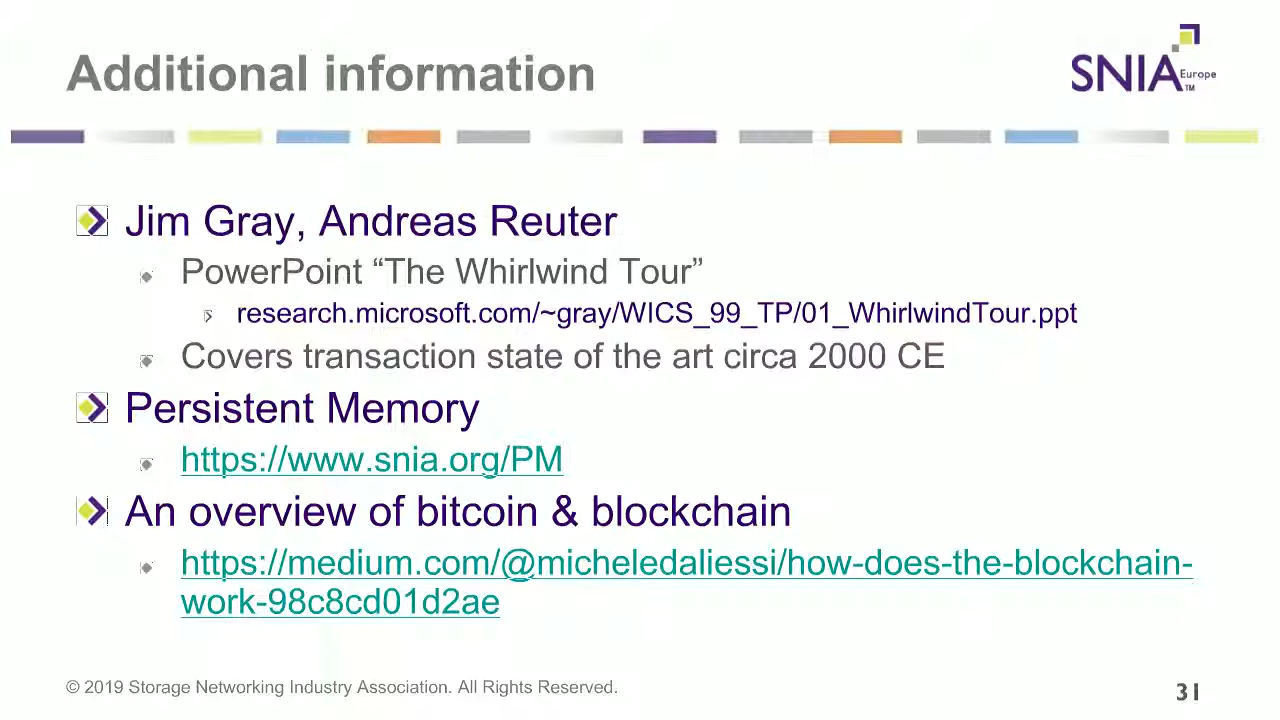 Additional information
SNIA Europe
TM
Jim Gray, Andreas Reuter
PowerPoint “The Whirlwind Tour”
research.microsoft.com/~gray/WICS_99_TP/01_WhirlwindTour.ppt
Covers transaction state of the art circa 2000 CE
Persistent Memory
https://www.snia.org/PM
An overview of bitcoin & blockchain
https://medium.com/@micheledaliessi/how-does-the-blockchain-
work-98c8cd01d2ae
© 2019 Storage Networking Industry Association. All Rights Reserved.
31